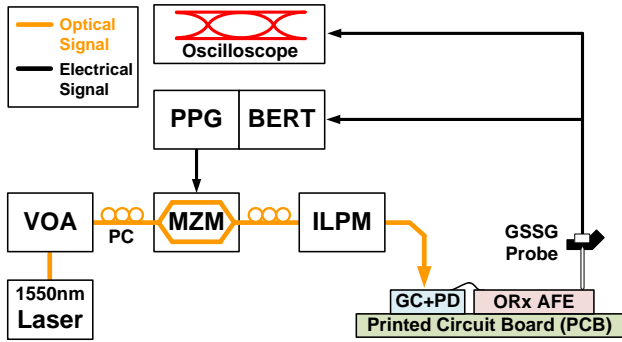 Optical
Signal
Electrical
Signal
Oscilloscope
PPG
BERT
VOA
PC
MZM
ILPM
GSSG
Probe
1550nm
Laser
GC+PD
ORx AFE
Printed Circuit Board (PCB)